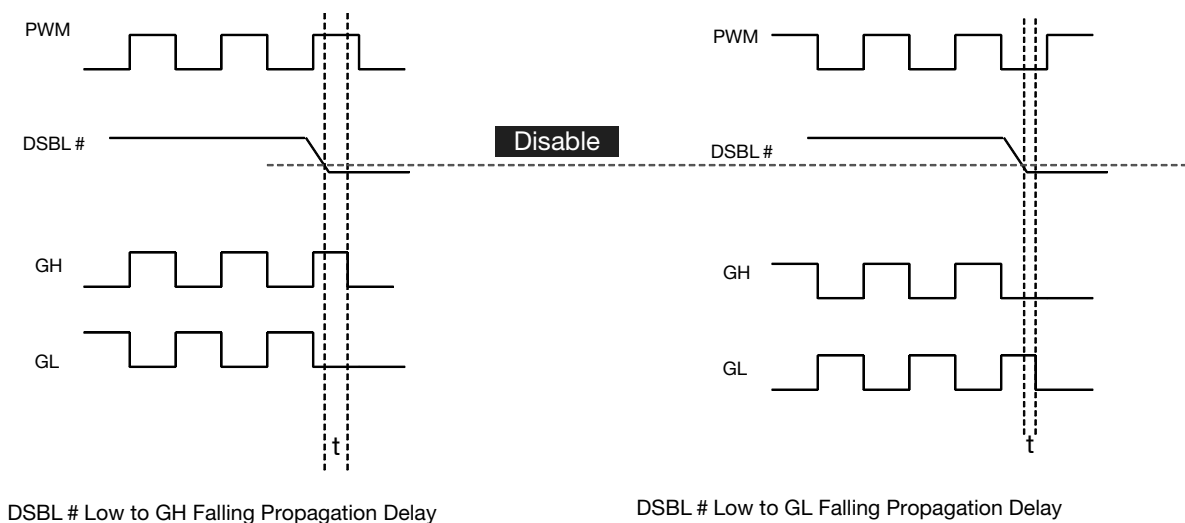 PWM
DSBL #
GH
GL
t
DSBL # Low to GH Falling Propagation Delay
Disable
PWM
DSBL #
GH
GL
t
DSBL # Low to GL Falling Propagation Delay